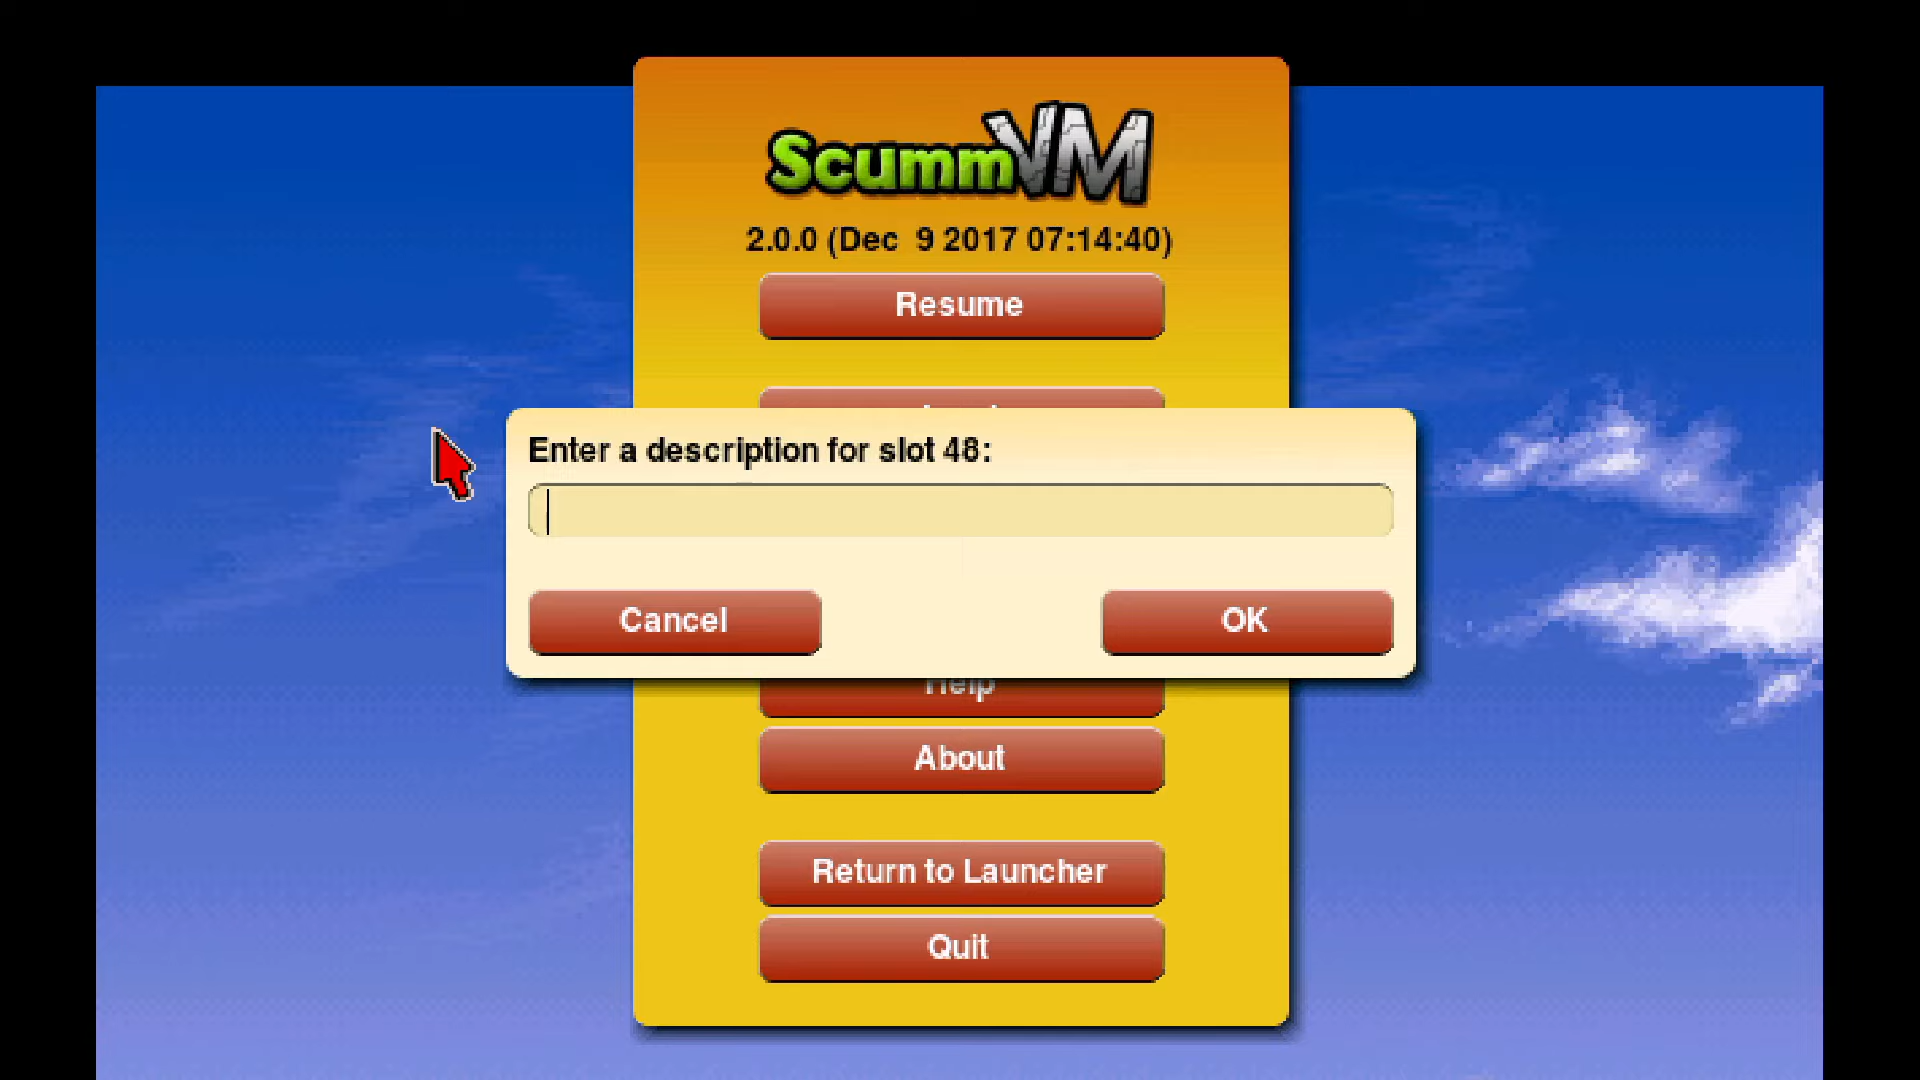 ScummVM
2.0.0 (Dec  9 2017 07:14:40)
Resume
Enter a description for slot 48:
Cancel
OK
Help
About
Return to Launcher
Quit